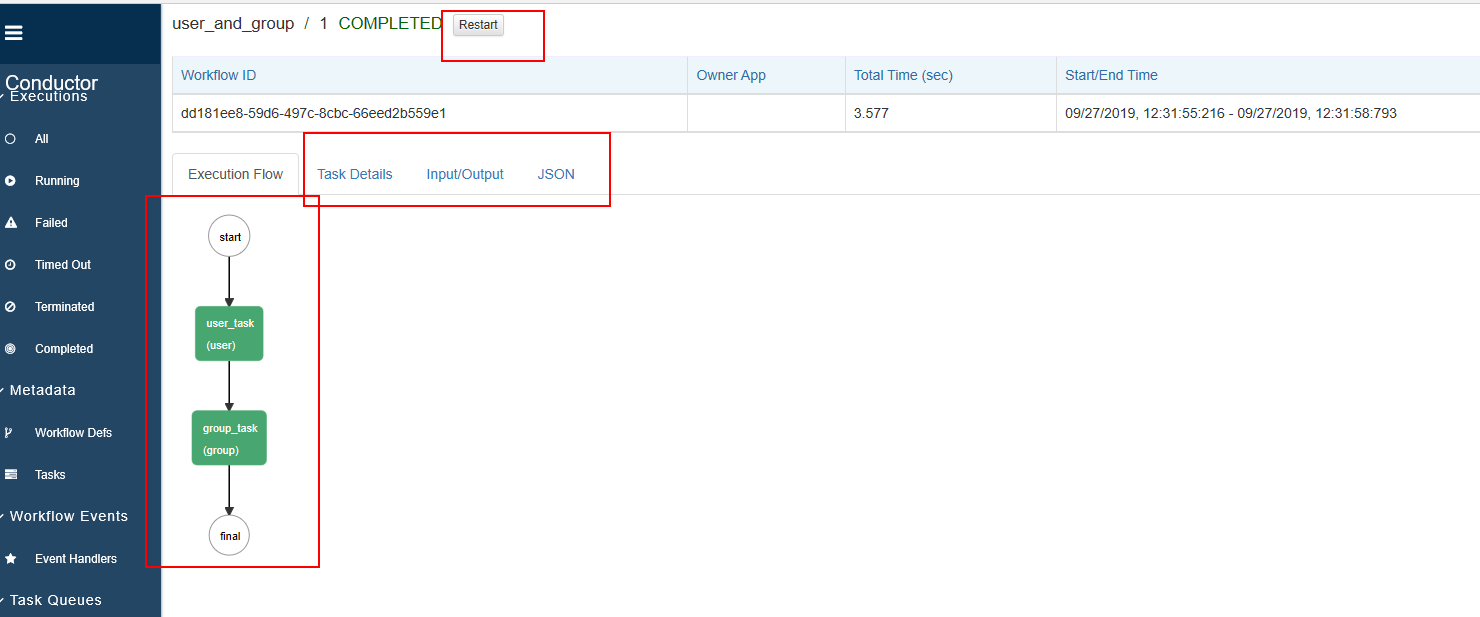 user_and_group / 1 COMPLETED Restart
Conductor
Executions
All
Running
Failed
Timed Out
Terminated
Completed
Metadata
Workflow Defs
Tasks
Workflow Events
Event Handlers
Task Queues
Workflow ID Owner App Total Time (sec) Start/End Time
dd181ee8-59d6-497c-8cbc-66eed2b559e1 3.577 09/27/2019, 12:31:55:216 - 09/27/2019, 12:31:58:793
Execution Flow Task Details Input/Output JSON
start
user_task
(user)
group_task
(group)
final